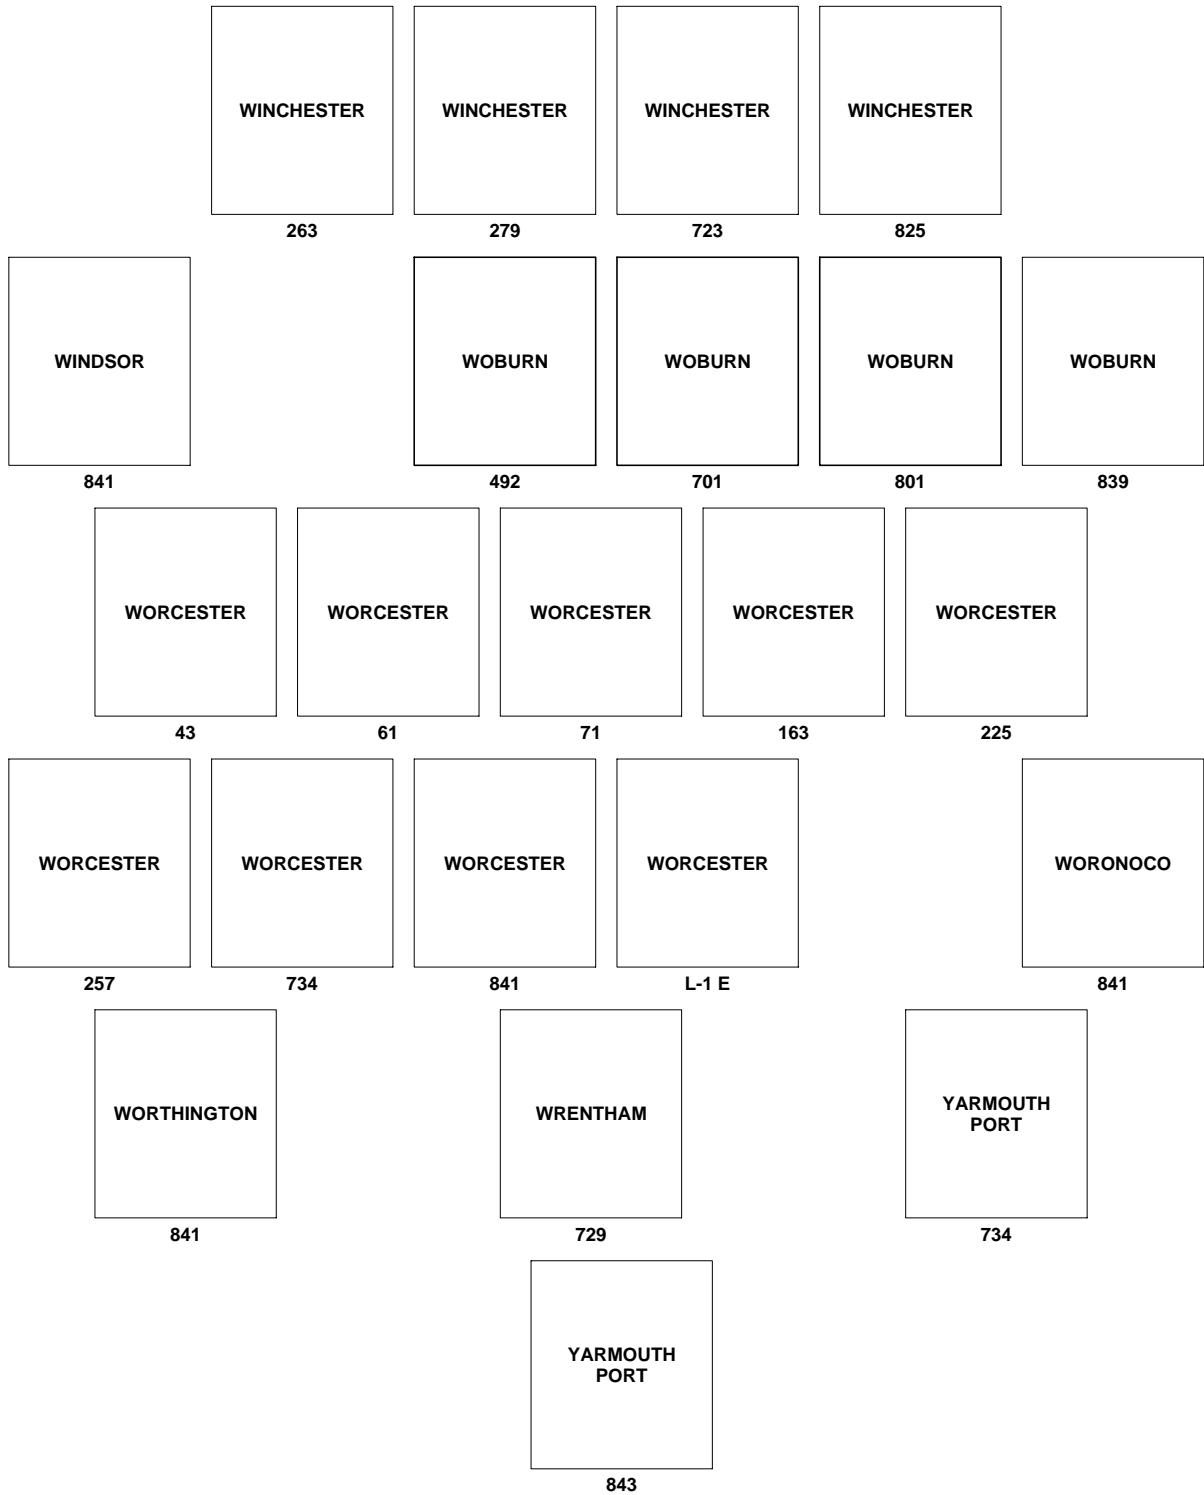 WINCHESTER WINCHESTER WINCHESTER WINCHESTER
263 279 723 825
WINDSOR WOBURN WOBURN WOBURN WOBURN
841 492 701 801 839
WORCESTER WORCESTER WORCESTER WORCESTER WORCESTER
43 61 71 163 225
WORCESTER WORCESTER WORCESTER WORCESTER WORONOCO
257 734 841 L-1 E 841
WORTHINGTON WRENTHAM YARMOUTH
PORT
841 729 734
YARMOUTH
PORT
843